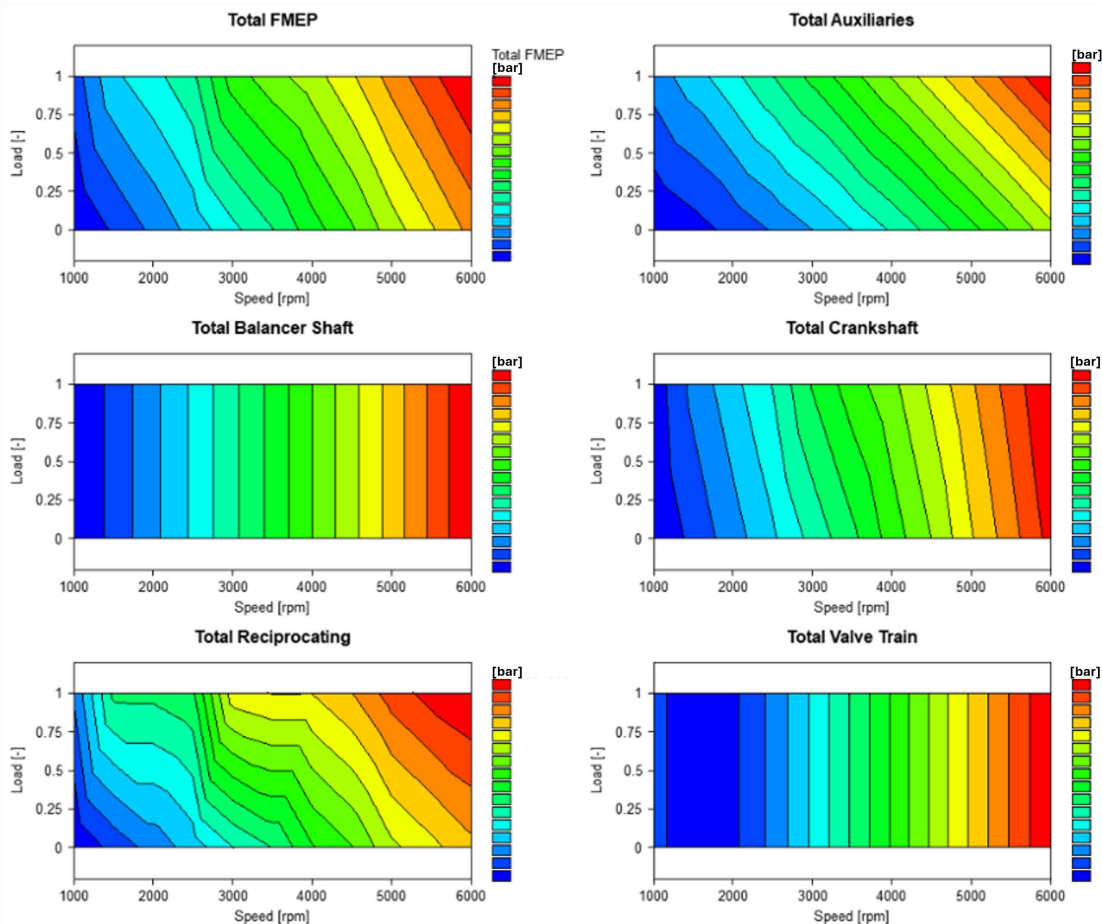 Total FMEP
Total FMEP
[bar]
1
0.75
0.5
0.25
0
Load [-]
1000 2000 3000 4000 5000 6000
Speed [rpm]
Total Auxiliaries
[bar]
1
0.75
0.5
0.25
0
Load [-]
1000 2000 3000 4000 5000 6000
Speed [rpm]
Total Balancer Shaft
[bar]
1
0.75
0.5
0.25
0
Load [-]
1000 2000 3000 4000 5000 6000
Speed [rpm]
Total Crankshaft
[bar]
1
0.75
0.5
0.25
0
Load [-]
1000 2000 3000 4000 5000 6000
Speed [rpm]
Total Reciprocating
[bar]
1
0.75
0.5
0.25
0
Load [-]
1000 2000 3000 4000 5000 6000
Speed [rpm]
Total Valve Train
[bar]
1
0.75
0.5
0.25
0
Load [-]
1000 2000 3000 4000 5000 6000
Speed [rpm]